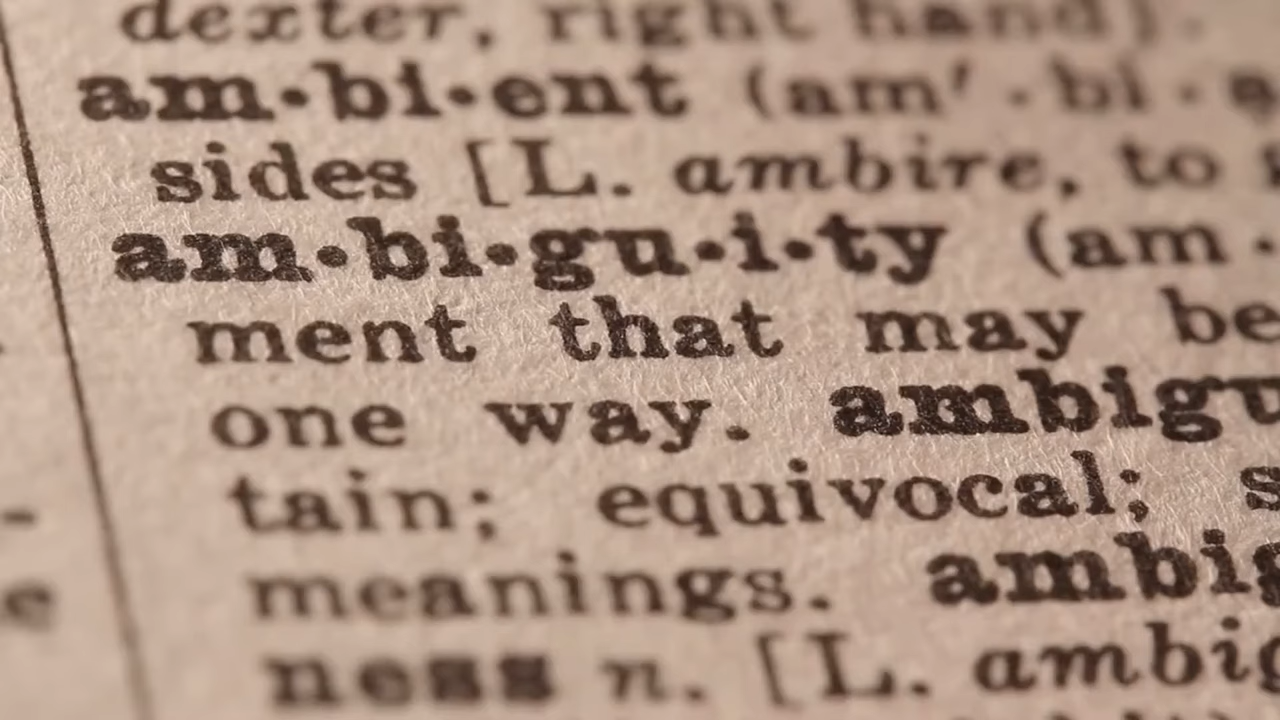 dexter, right hand].
am•bi•ent (am′ · bi ·
sides [L. ambire, to
am•bi•gu•i•ty (am ·
ment that may be
one way. ambigu
tain; equivocal; s
meanings. ambig
ness n. [L. ambig